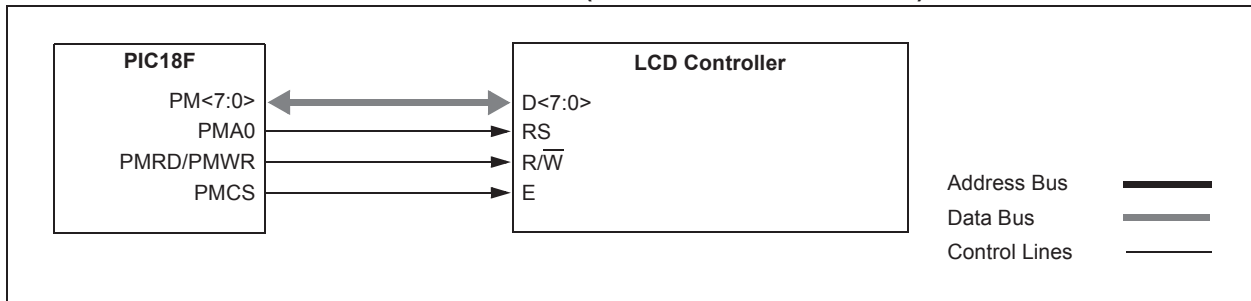 PIC18F
LCD Controller
PM<7:0>
D<7:0>
PMA0
RS
PMRD/PMWR
R/W̅
PMCS
E
Address Bus
Data Bus
Control Lines